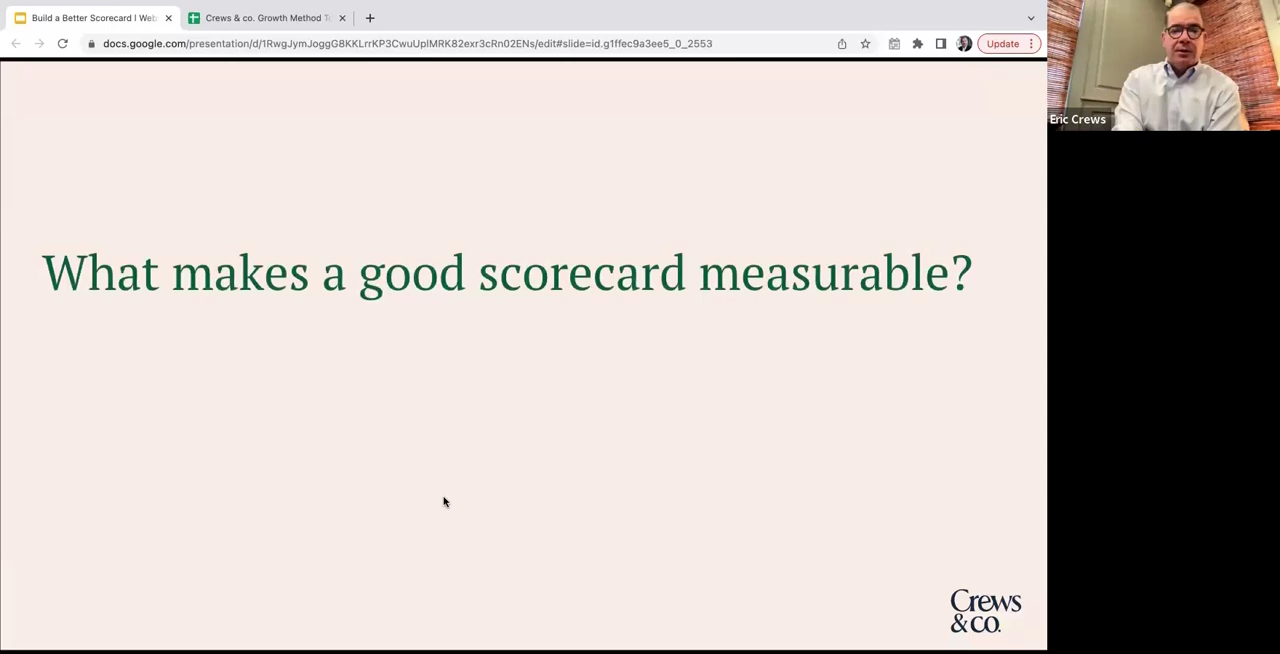 Build a Better Scorecard I Web
Crews & co. Growth Method T
docs.google.com/presentation/d/1RwgJymJoggG8KKLrrKP3CwuUplMRK82exr3cRn02ENs/edit#slide=id.g1ffec9a3ee5_0_2553
Update
Eric Crews
What makes a good scorecard measurable?
Crews
& co.